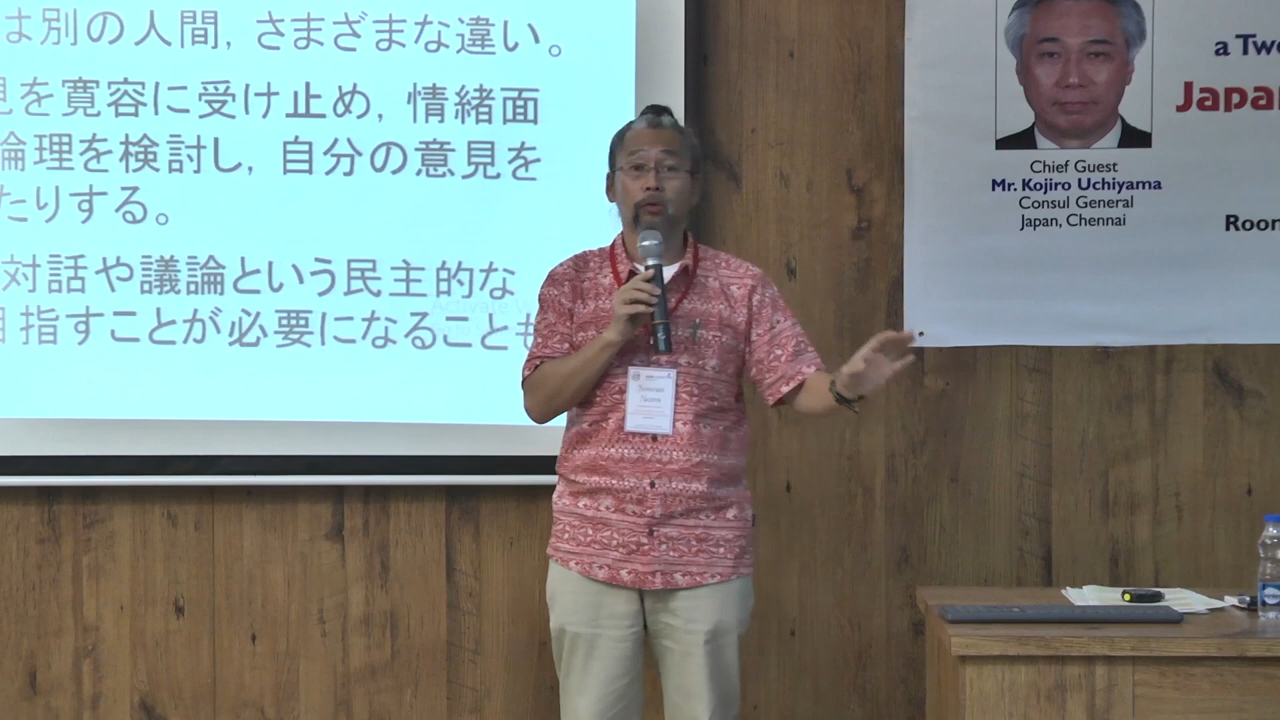 は別の人間，さまざまな違い。
見を寛容に受け止め，情緒面
論理を検討し，自分の意見を
たりする。
対話や議論という民主的な
目指すことが必要になることも
Activate
a Two
Japan
Chief Guest
Mr. Kojiro Uchiyama
Consul General
Japan, Chennai
Room